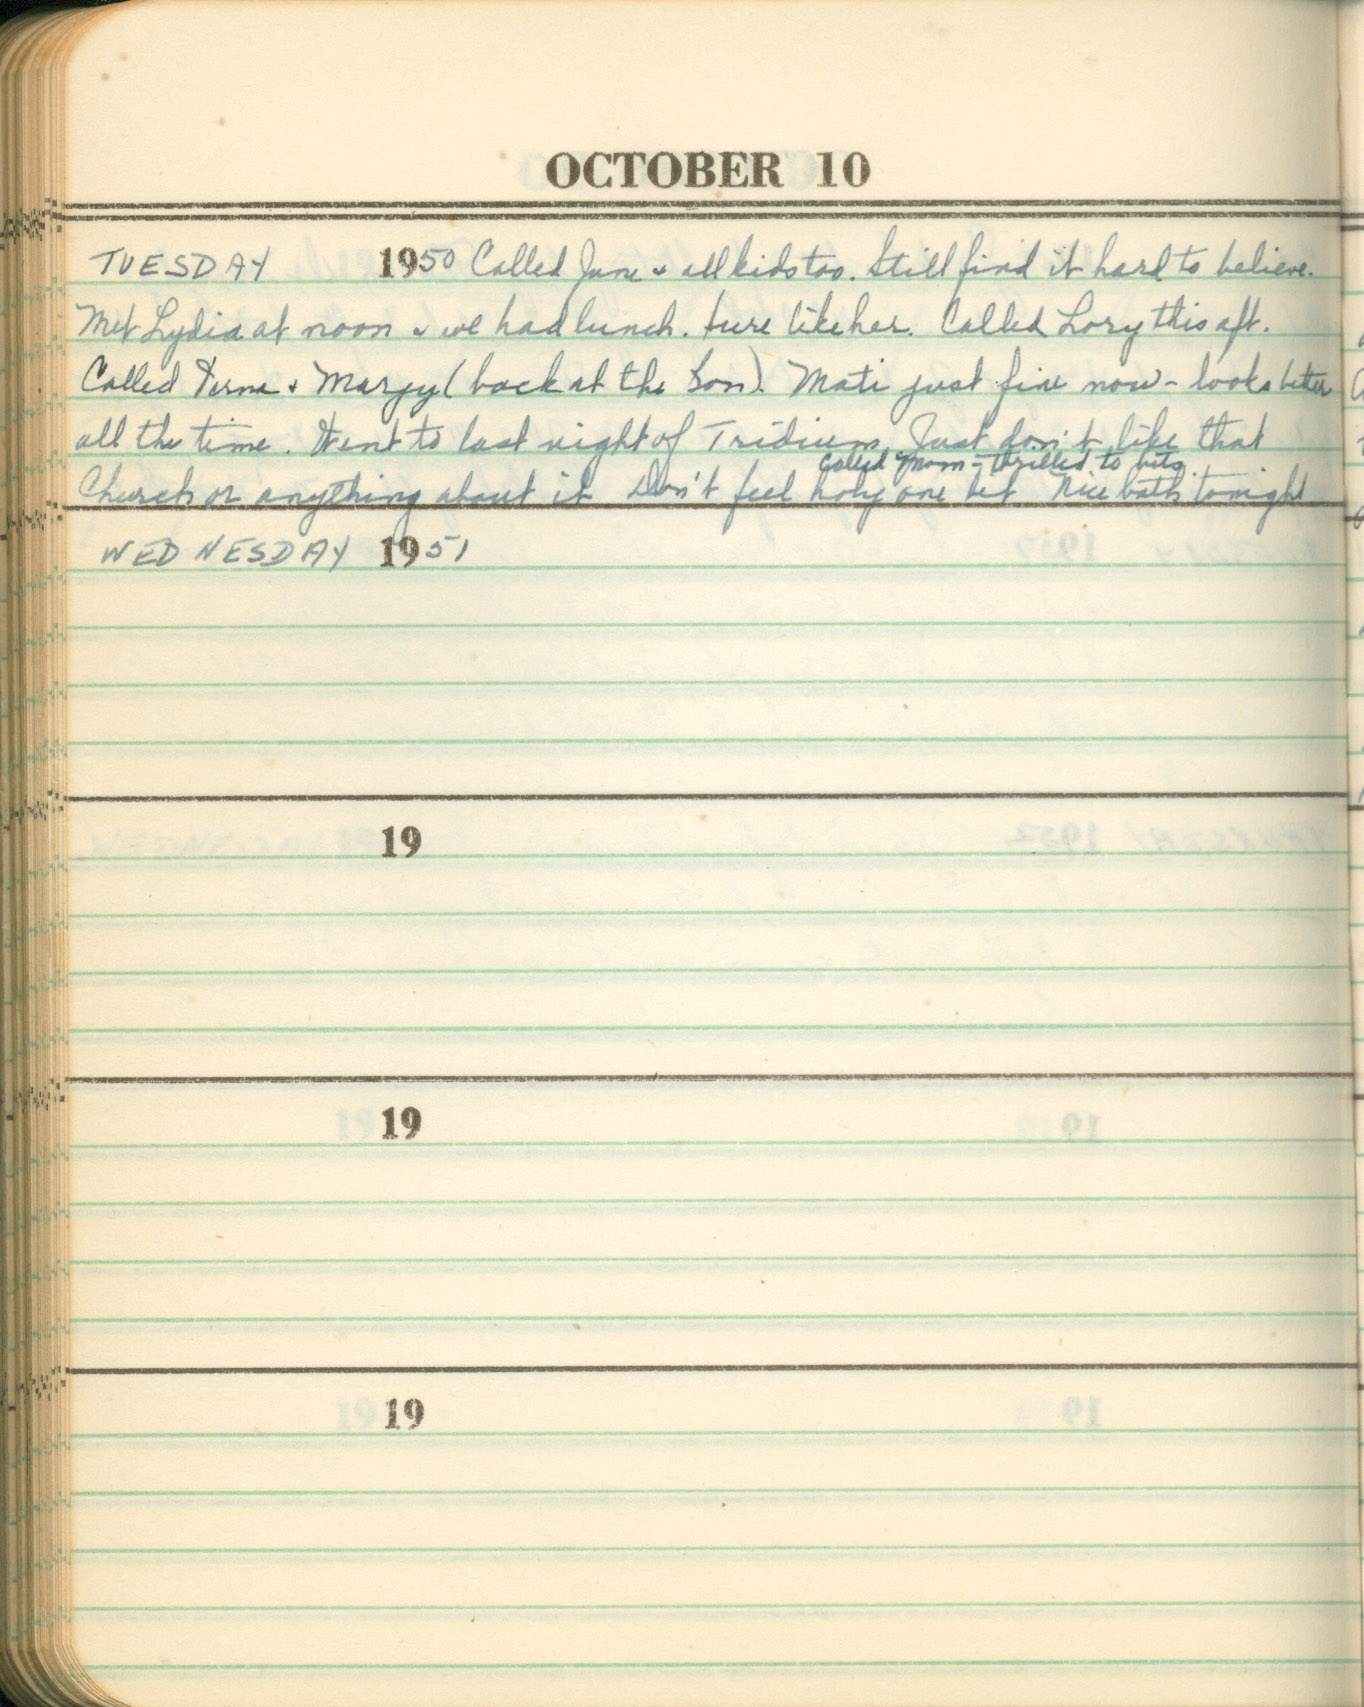 OCTOBER 10
TUESDAY 1950 Called June & all kids too. Still find it hard to believe.
Met Lydia at noon & we had lunch. Sure like her. Called Lory this aft.
Called Verna & Margy (back at the Bon). Mati just fine now - looks better
all the time. Went to last night of Triduum. Just don't like that
Called Mom - thrilled to bits.
Church or anything about it Don't feel holy one bit Nice bath tonight
WEDNESDAY 1951
19
19
19